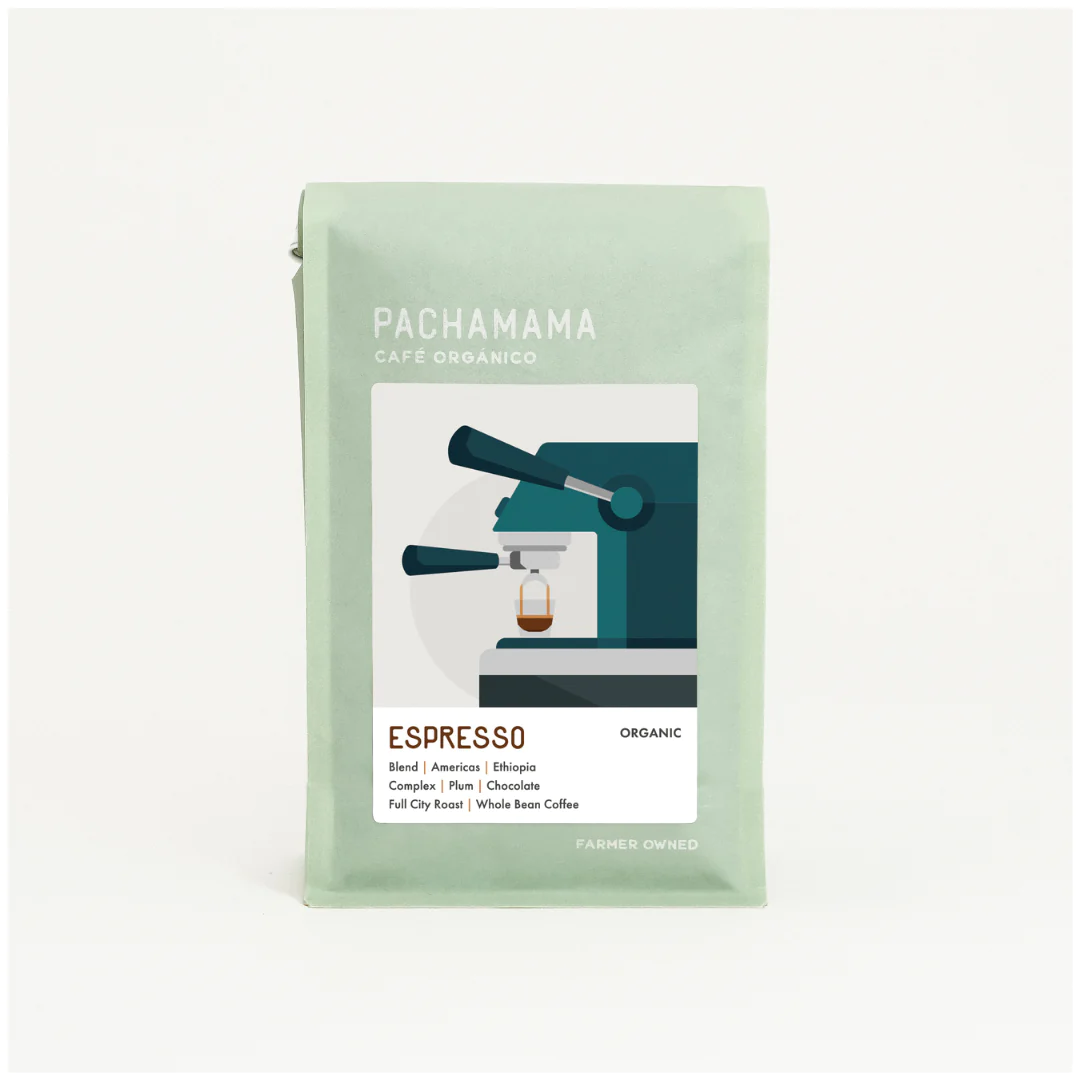 PACHAMAMA
CAFÉ ORGÁNICO
ESPRESSO
ORGANIC
Blend | Americas | Ethiopia
Complex | Plum | Chocolate
Full City Roast | Whole Bean Coffee
FARMER OWNED